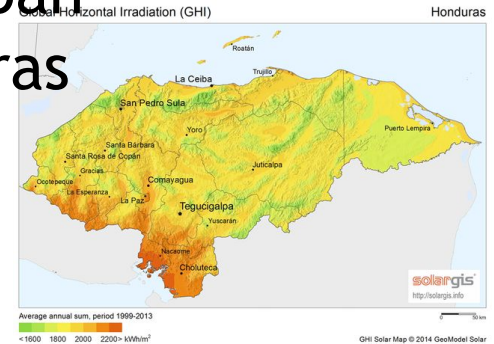 Global Horizontal Irradiation (GHI)
Honduras
ras
Roatán
Trujillo
La Ceiba
San Pedro Sula
Puerto Lempira
Yoro
Santa Bárbara
Santa Rosa de Copán
Juticalpa
Gracias
Ocotepeque
Comayagua
La Esperanza
La Paz
Tegucigalpa
Yuscarán
Nacaome
Choluteca
solargis
http://solargis.info
Average annual sum, period 1999-2013
50 km
<1600 1800 2000 2200> kWh/m²
GHI Solar Map © 2014 GeoModel Solar